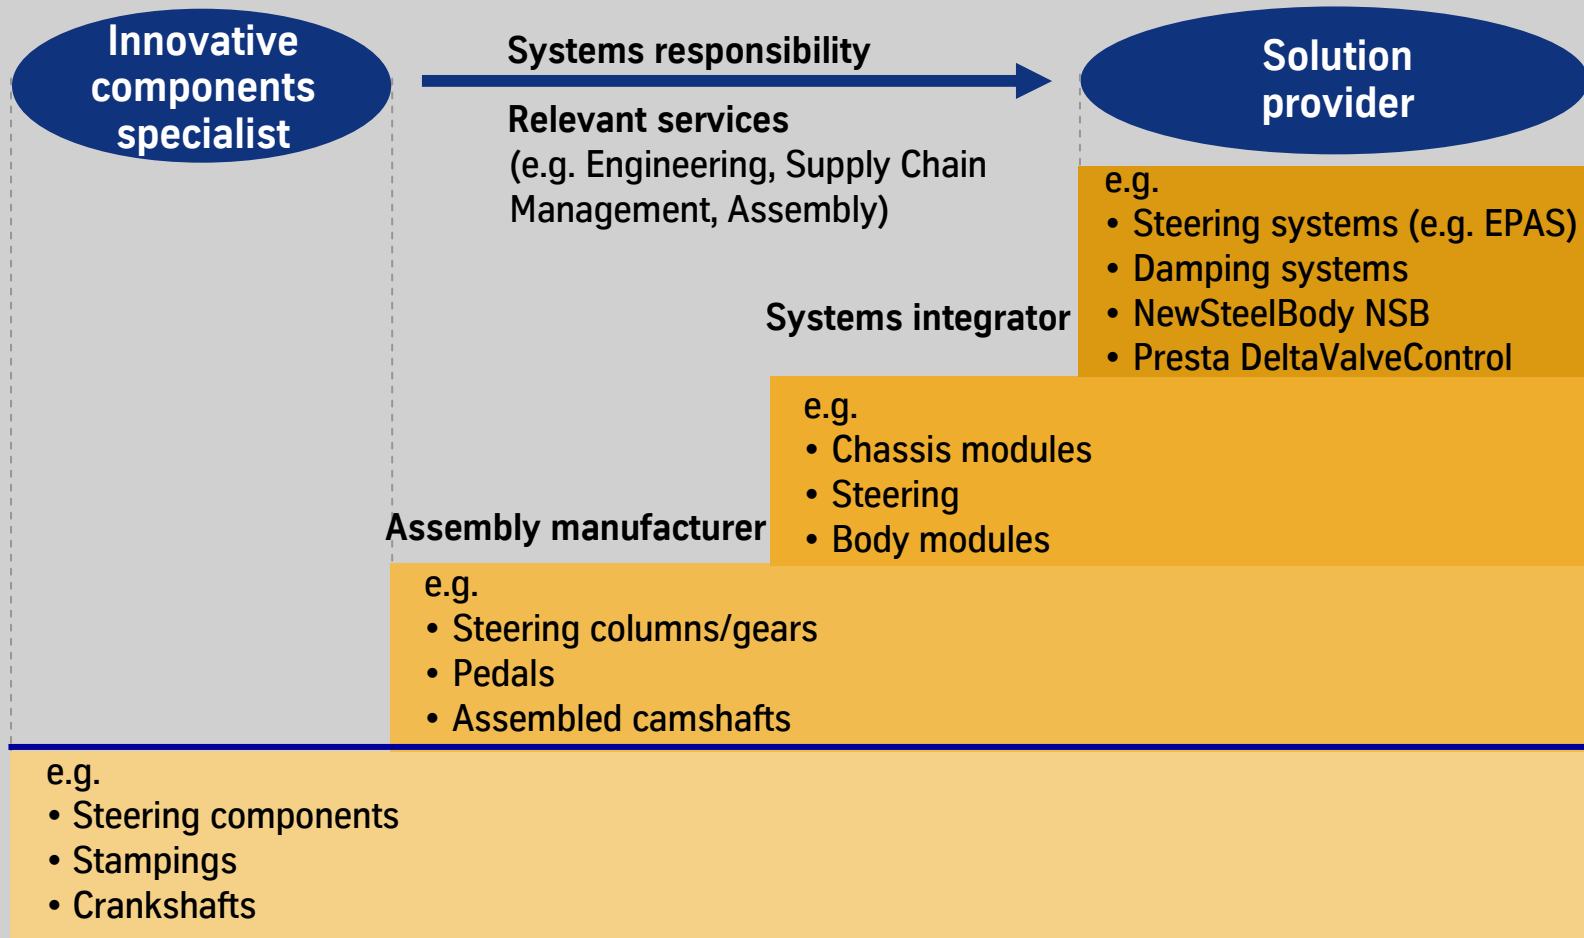 Innovative
components
specialist
Systems responsibility
Relevant services
(e.g. Engineering, Supply Chain
Management, Assembly)
Solution
provider
e.g.
• Steering systems (e.g. EPAS)
• Damping systems
• NewSteelBody NSB
• Presta DeltaValveControl
Systems integrator
e.g.
• Chassis modules
• Steering
• Body modules
Assembly manufacturer
e.g.
• Steering columns/gears
• Pedals
• Assembled camshafts
e.g.
• Steering components
• Stampings
• Crankshafts